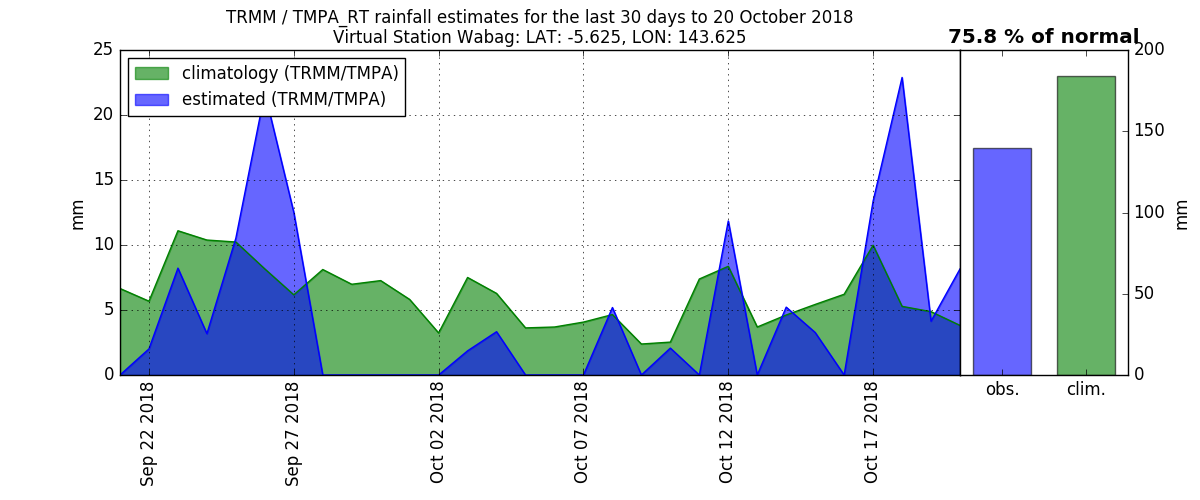 TRMM / TMPA_RT rainfall estimates for the last 30 days to 20 October 2018
Virtual Station Wabag: LAT: -5.625, LON: 143.625
75.8 % of normal
climatology (TRMM/TMPA)
estimated (TRMM/TMPA)
25
20
15
10
5
0
mm
Sep 22 2018
Sep 27 2018
Oct 02 2018
Oct 07 2018
Oct 12 2018
Oct 17 2018
200
150
100
50
0
mm
obs.
clim.